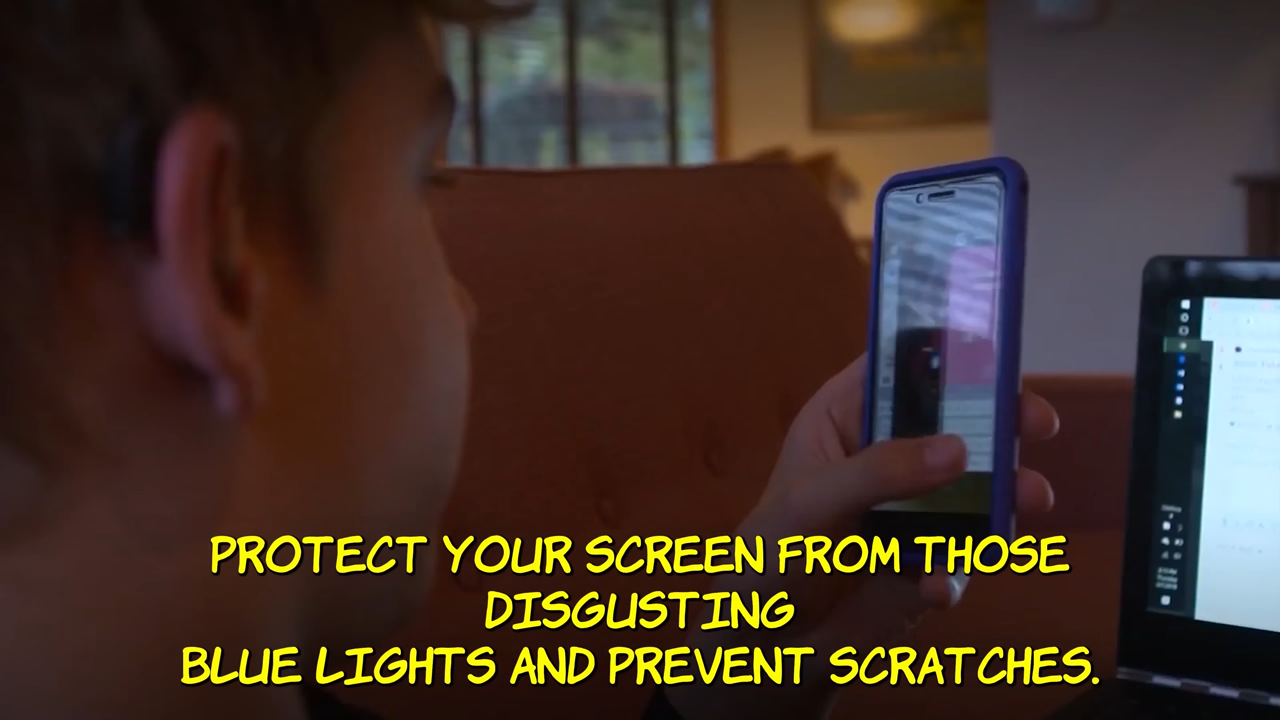 PROTECT YOUR SCREEN FROM THOSE
DISGUSTING
BLUE LIGHTS AND PREVENT SCRATCHES.